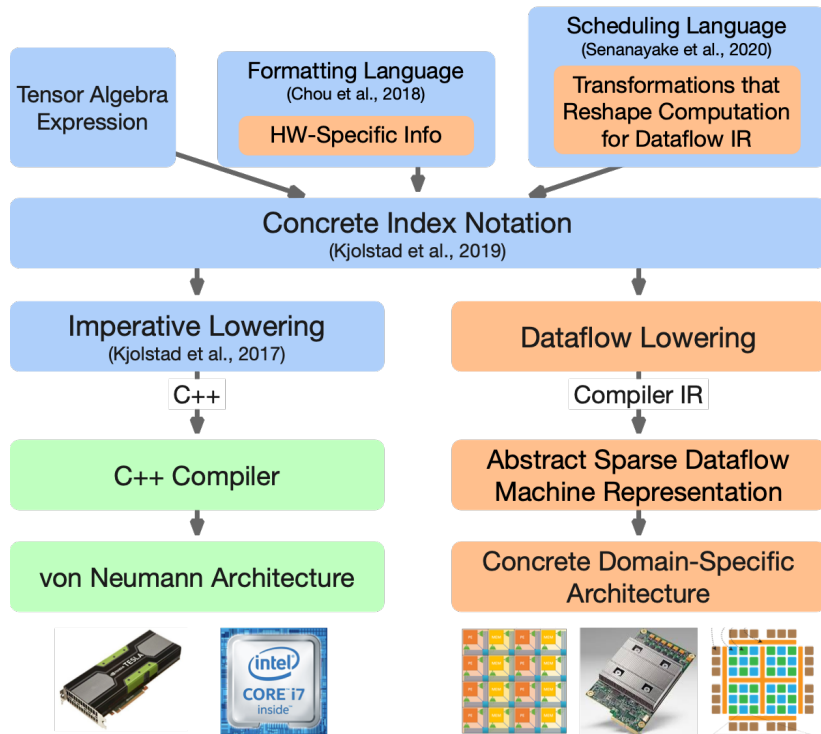 Tensor Algebra
Expression
Formatting Language
(Chou et al., 2018)
HW-Specific Info
Scheduling Language
(Senanayake et al., 2020)
Transformations that
Reshape Computation
for Dataflow IR
Concrete Index Notation
(Kjolstad et al., 2019)
Imperative Lowering
(Kjolstad et al., 2017)
Dataflow Lowering
C++
Compiler IR
C++ Compiler
Abstract Sparse Dataflow
Machine Representation
von Neumann Architecture
Concrete Domain-Specific
Architecture
TESLA
intel
CORE i7
inside